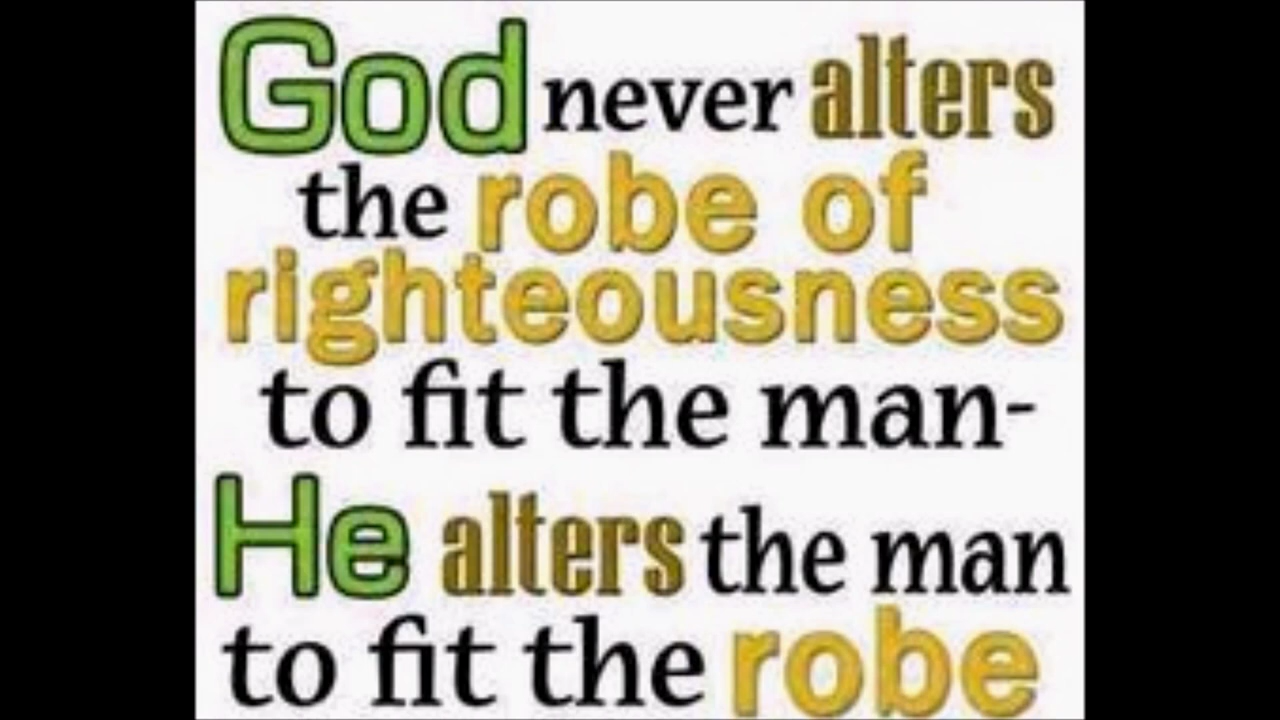 God never alters
the robe of
righteousness
to fit the man-
He alters the man
to fit the robe